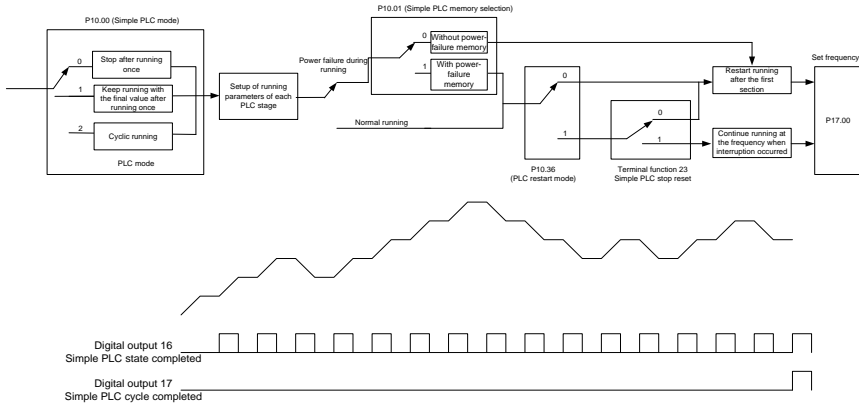 P10.00 (Simple PLC mode)
0
Stop after running
once
1
Keep running with
the final value after
running once
2
Cyclic running
PLC mode
Setup of running
parameters of each
PLC stage
Power failure during
running
Normal running
P10.01 (Simple PLC memory selection)
0
Without power-
failure memory
1
With power-
failure memory
0
1
P10.36
(PLC restart mode)
0
1
Terminal function 23
Simple PLC stop reset
Restart running
after the first
section
Continue running at
the frequency when
interruption occurred
Set frequency
P17.00
Digital output 16
Simple PLC state completed
Digital output 17
Simple PLC cycle completed